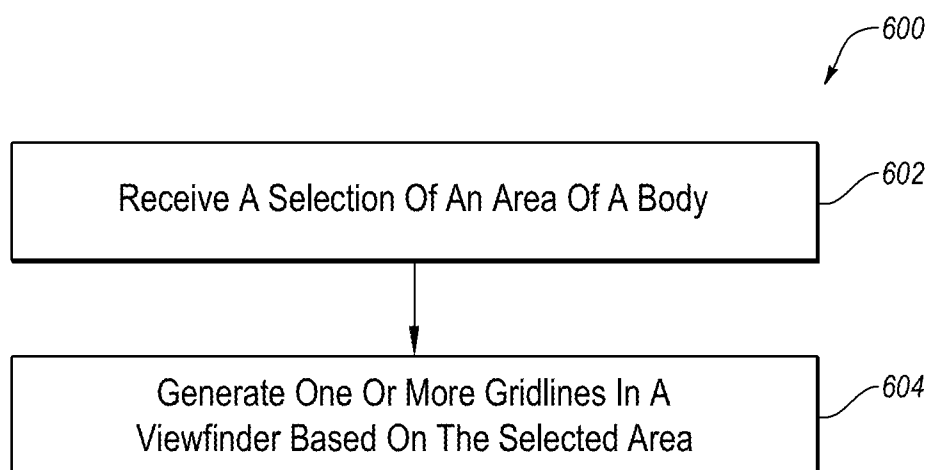 600
Receive A Selection Of An Area Of A Body
602
Generate One Or More Gridlines In A
Viewfinder Based On The Selected Area
604